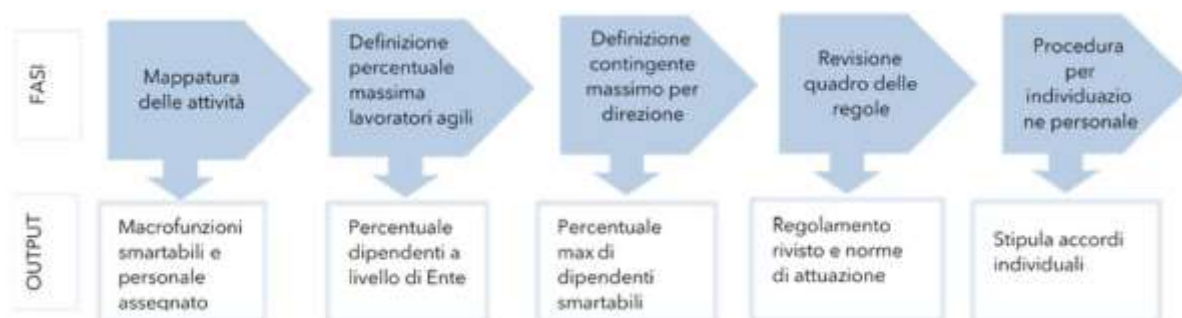 FASI
Mappatura
delle attività
Definizione
percentuale
massima
lavoratori agili
Definizione
contingente
massimo per
direzione
Revisione
quadro delle
regole
Procedura
per
individuazio
ne personale
OUTPUT
Macrofunzioni
smartabili e
personale
assegnato
Percentuale
dipendenti a
livello di Ente
Percentuale
max di
dipendenti
smartabili
Regolamento
rivisto e norme
di attuazione
Stipula accordi
individuali